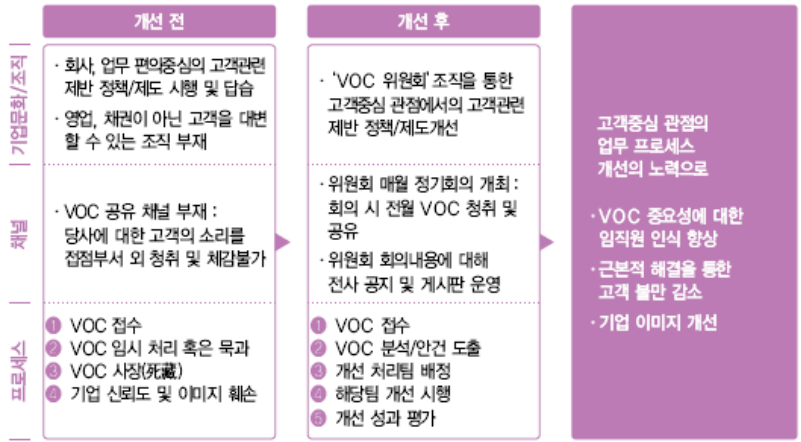 개선 전
개선 후
기업문화/조직
· 회사, 업무 편의중심의 고객관련
제반 정책/제도 시행 및 답습
· 영업, 채권이 아닌 고객을 대변
할 수 있는 조직 부재
· 'VOC 위원회' 조직을 통한
고객중심 관점에서의 고객관련
제반 정책/제도개선
채널
· VOC 공유 채널 부재 :
당사에 대한 고객의 소리를
접점부서 외 청취 및 체감불가
· 위원회 매월 정기회의 개최 :
회의 시 전월 VOC 청취 및
공유
· 위원회 회의내용에 대해
전사 공지 및 게시판 운영
프로세스
❶ VOC 접수
❷ VOC 임시 처리 혹은 묵과
❸ VOC 사장(死藏)
❹ 기업 신뢰도 및 이미지 훼손
❶ VOC 접수
❷ VOC 분석/안건 도출
❸ 개선 처리팀 배정
❹ 해당팀 개선 시행
❺ 개선 성과 평가
고객중심 관점의
업무 프로세스
개선의 노력으로
· VOC 중요성에 대한
임직원 인식 향상
· 근본적 해결을 통한
고객 불만 감소
· 기업 이미지 개선